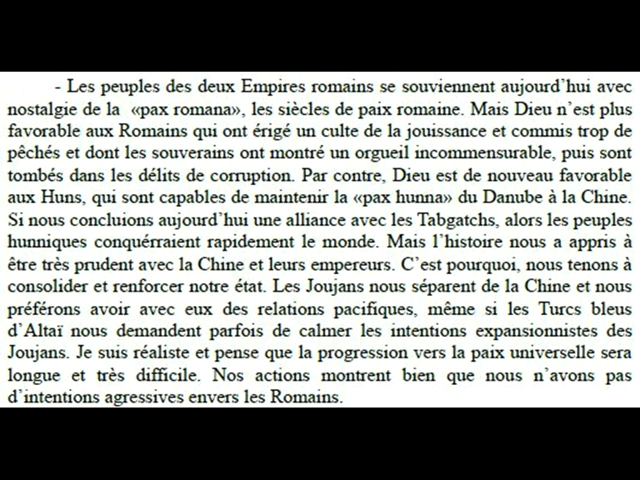 - Les peuples des deux Empires romains se souviennent aujourd'hui avec
nostalgie de la «pax romana», les siècles de paix romaine. Mais Dieu n'est plus
favorable aux Romains qui ont érigé un culte de la jouissance et commis trop de
pêchés et dont les souverains ont montré un orgueil incommensurable, puis sont
tombés dans les délits de corruption. Par contre, Dieu est de nouveau favorable
aux Huns, qui sont capables de maintenir la «pax hunna» du Danube à la Chine.
Si nous concluions aujourd'hui une alliance avec les Tabgatchs, alors les peuples
hunniques conquérraient rapidement le monde. Mais l'histoire nous a appris à
être très prudent avec la Chine et leurs empereurs. C'est pourquoi, nous tenons à
consolider et renforcer notre état. Les Joujans nous séparent de la Chine et nous
préférons avoir avec eux des relations pacifiques, même si les Turcs bleus
d'Altaï nous demandent parfois de calmer les intentions expansionnistes des
Joujans. Je suis réaliste et pense que la progression vers la paix universelle sera
longue et très difficile. Nos actions montrent bien que nous n'avons pas
d'intentions agressives envers les Romains.